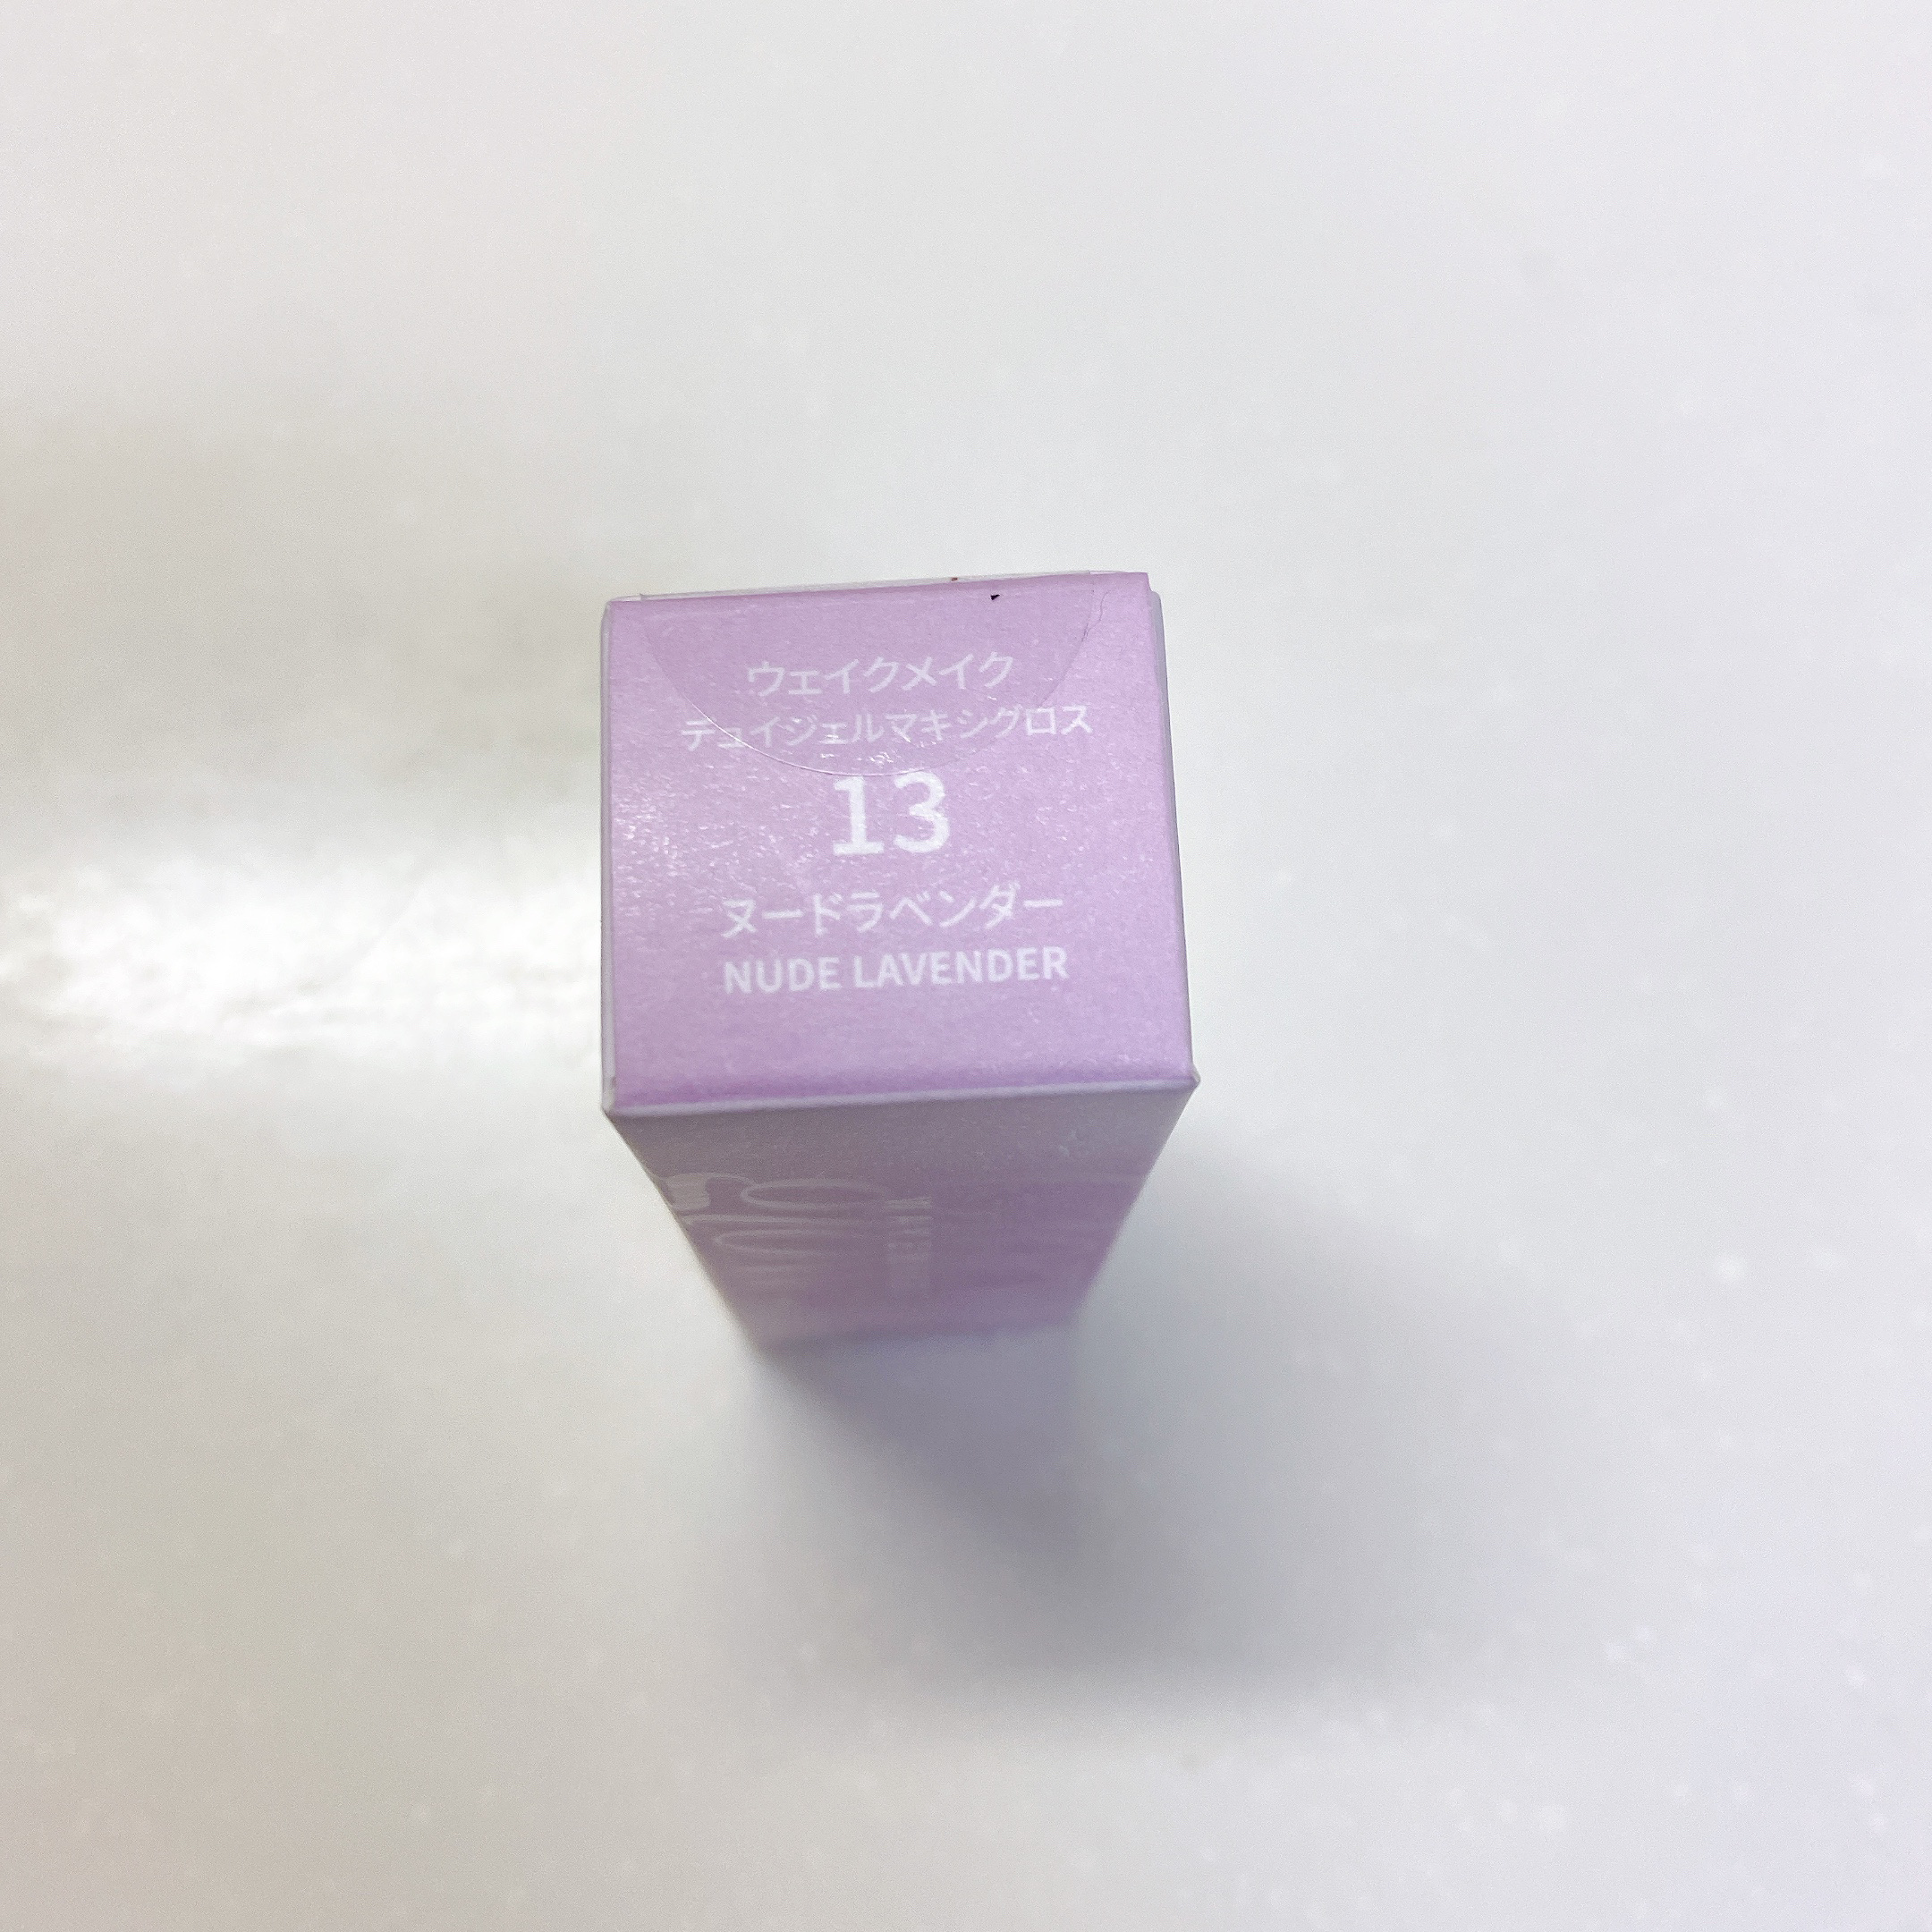 ウェイクメイク
デュイジェルマキシグロス
13
ヌードラベンダー
NUDE LAVENDER